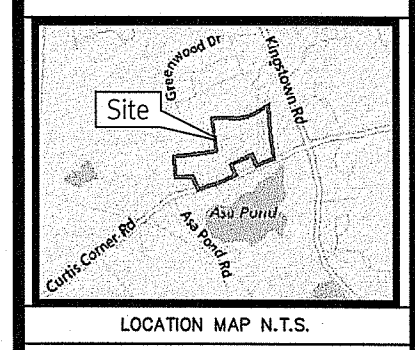 Greenwood Dr
Kingstown Rd
Site
Asa Pond
Curtis Corner Rd
Asa Pond Rd
LOCATION MAP N.T.S.